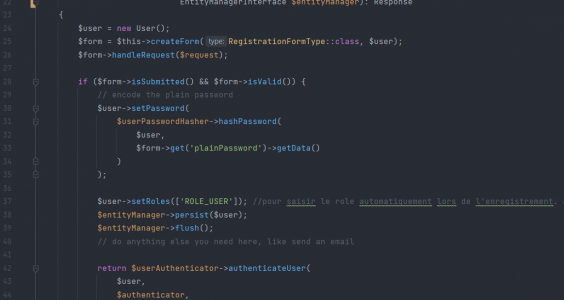 22 EntityManagerInterface $entityManager): Response
23 {
24 $user = new User();
25 $form = $this->createForm( type: RegistrationFormType::class, $user);
26 $form->handleRequest($request);
27
28 if ($form->isSubmitted() && $form->isValid()) {
29 // encode the plain password
30 $user->setPassword(
31 $userPasswordHasher->hashPassword(
32 $user,
33 $form->get('plainPassword')->getData()
34 )
35 );
36
37 $user->setRoles(['ROLE_USER']); //pour saisir le role automatiquement lors de l'enregistrement.
38 $entityManager->persist($user);
39 $entityManager->flush();
40 // do anything else you need here, like send an email
41
42 return $userAuthenticator->authenticateUser(
43 $user,
44 $authenticator,